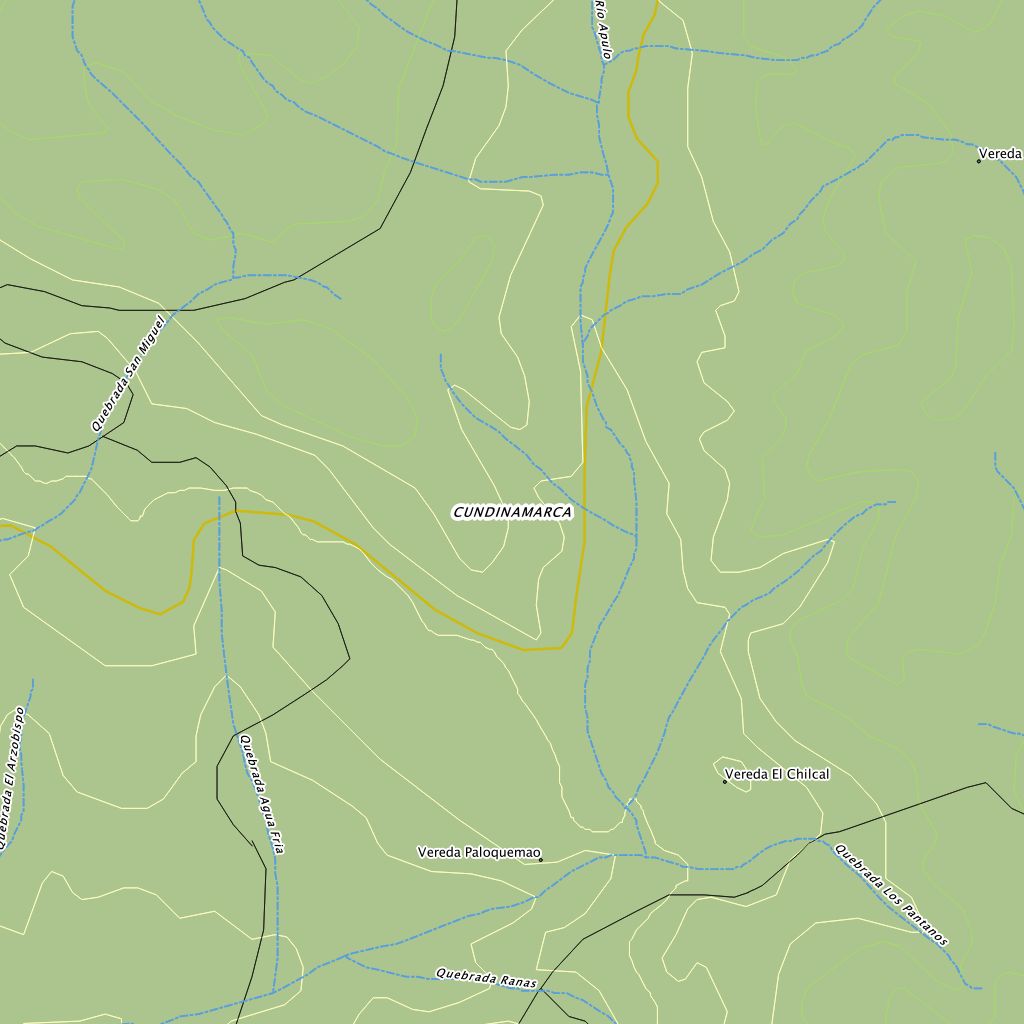 Río Apulo
Vereda
Quebrada San Miguel
CUNDINAMARCA
Quebrada El Arzobispo
Quebrada Agua Fria
Vereda El Chilcal
Vereda Paloquemao
Quebrada Los Pantanos
Quebrada Ranas